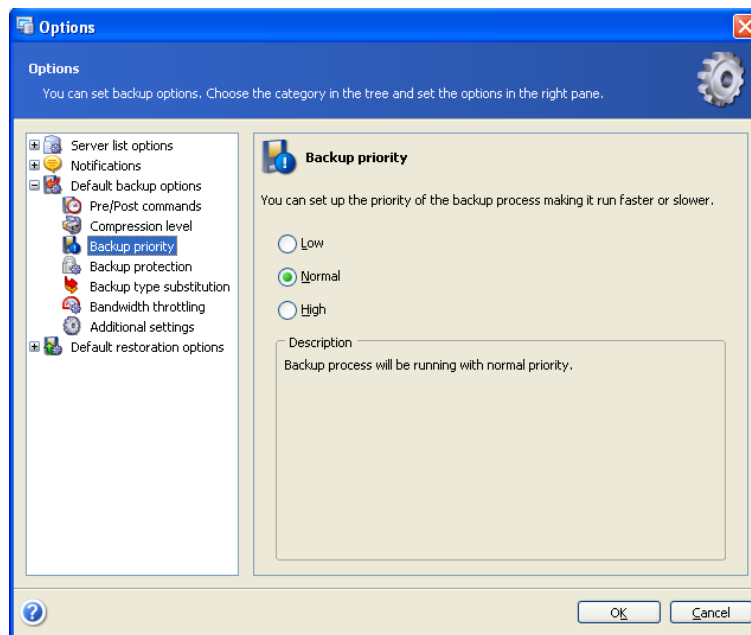 Options
Options
You can set backup options. Choose the category in the tree and set the options in the right pane.
Server list options
Notifications
Default backup options
Pre/Post commands
Compression level
Backup priority
Backup protection
Backup type substitution
Bandwidth throttling
Additional settings
Default restoration options
Backup priority
You can set up the priority of the backup process making it run faster or slower.
Low
Normal
High
Description
Backup process will be running with normal priority.
OK
Cancel